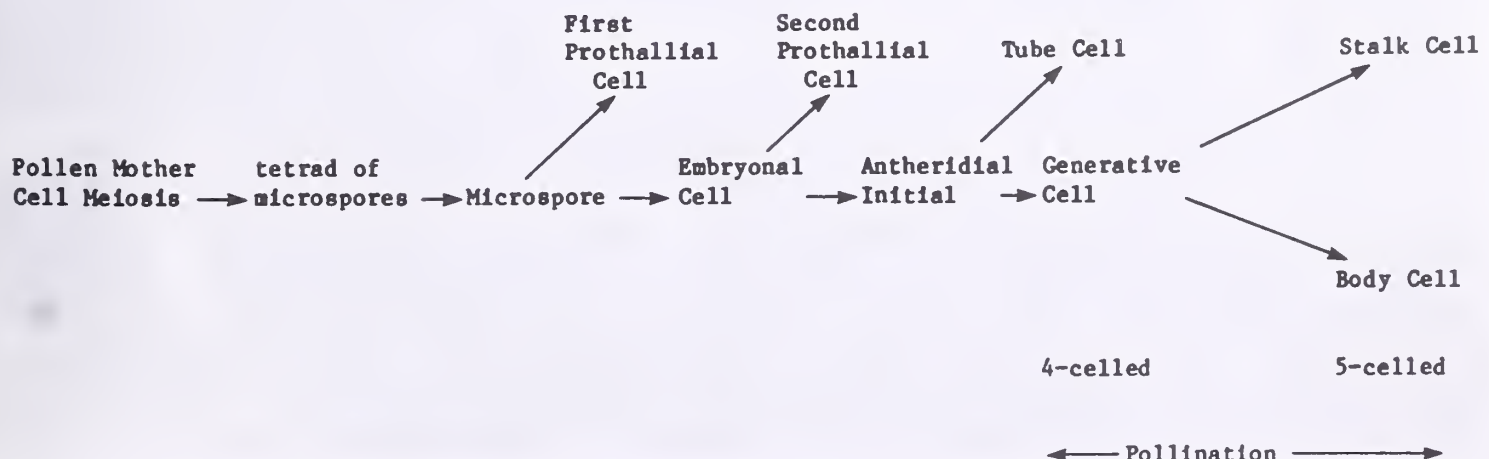 First
Prothallial
Cell
Second
Prothallial
Cell
Tube Cell
Stalk Cell
Pollen Mother
Cell Meiosis
tetrad of
microspores
Microspore
Embryonal
Cell
Antheridial
Initial
Generative
Cell
Body Cell
4-celled
5-celled
Pollination